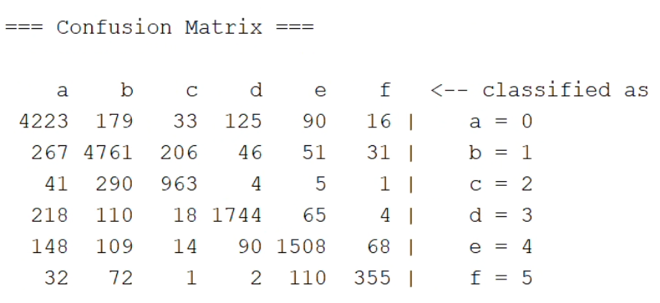 === Confusion Matrix ===
a b c d e f <-- classified as
4223 179 33 125 90 16 | a = 0
267 4761 206 46 51 31 | b = 1
41 290 963 4 5 1 | c = 2
218 110 18 1744 65 4 | d = 3
148 109 14 90 1508 68 | e = 4
32 72 1 2 110 355 | f = 5